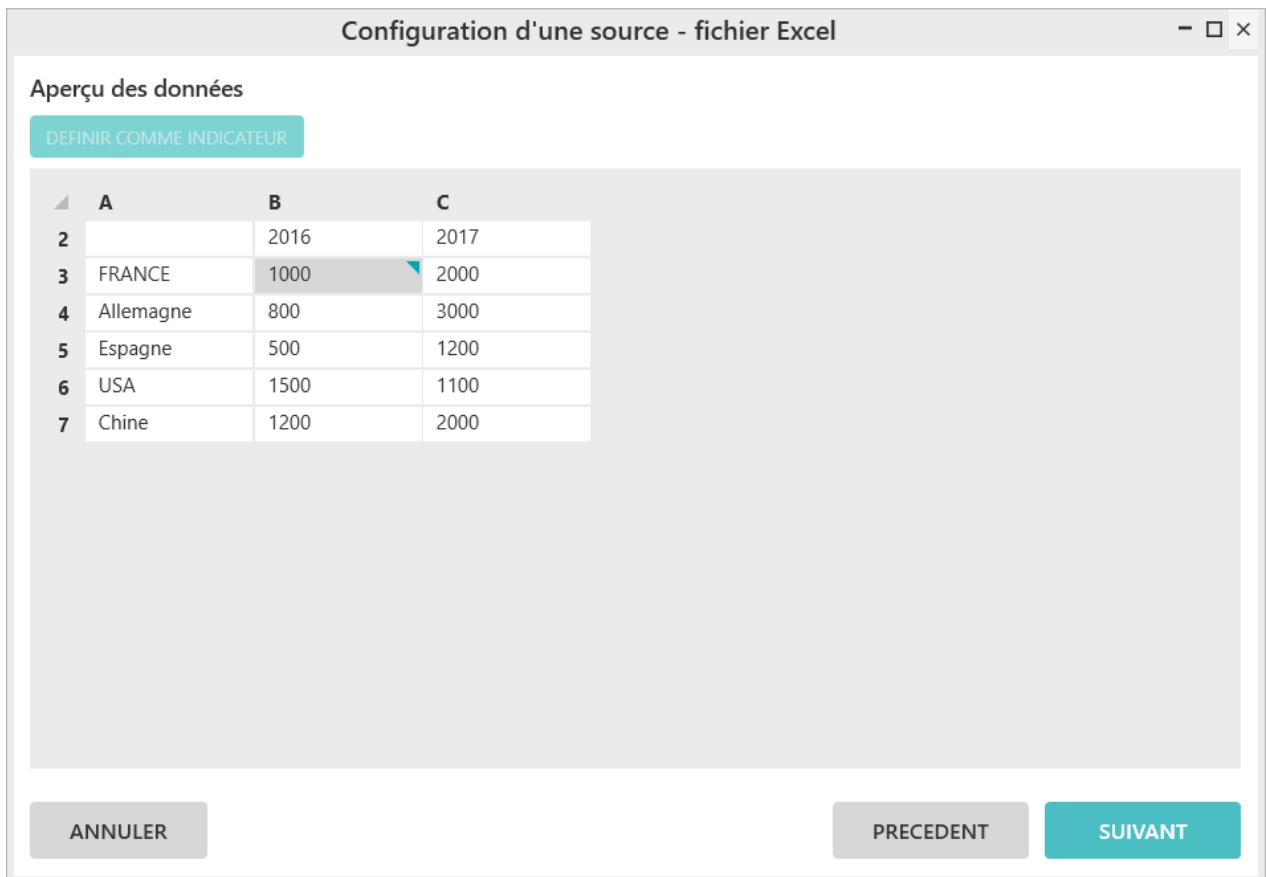 Configuration d'une source - fichier Excel
Aperçu des données
DEFINIR COMME INDICATEUR
A B C
2 2016 2017
3 FRANCE 1000 2000
4 Allemagne 800 3000
5 Espagne 500 1200
6 USA 1500 1100
7 Chine 1200 2000
ANNULER PRECEDENT SUIVANT